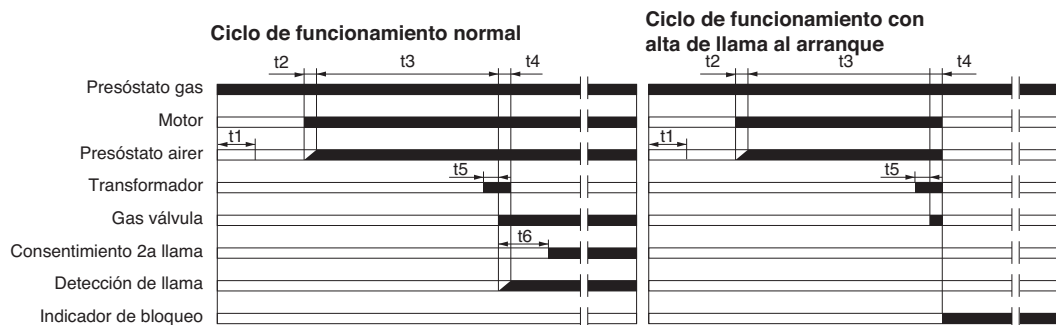 Ciclo de funcionamiento normal
Ciclo de funcionamiento con
alta de llama al arranque
t2 t3 t4
t2 t3 t4
Presóstato gas
Motor
t1
t1
Presóstato airer
Transformador
t5
t5
Gas válvula
t6
Consentimiento 2a llama
Detección de llama
Indicador de bloqueo